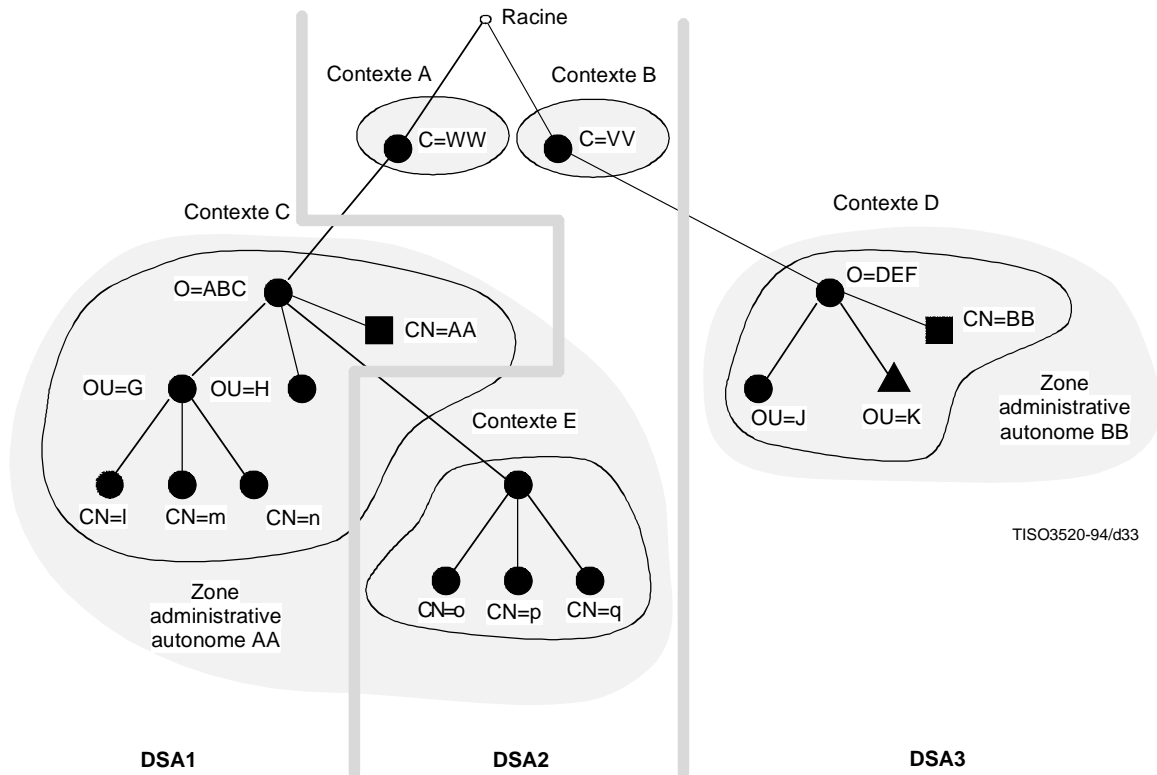 Racine
Contexte A
Contexte B
C=WW
C=VV
Contexte C
Contexte D
O=ABC
O=DEF
CN=AA
CN=BB
OU=G
OU=H
OU=J
OU=K
Zone
administrative
autonome BB
Contexte E
CN=l
CN=m
CN=n
TISO3520-94/d33
Zone
administrative
autonome AA
CN=o
CN=p
CN=q
DSA1
DSA2
DSA3